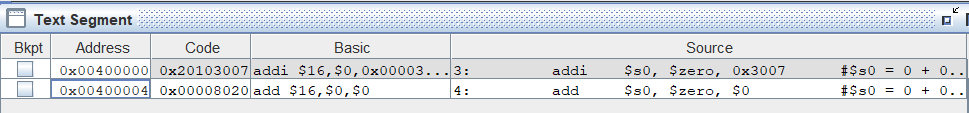 Text Segment
Bkpt Address Code Basic Source
0x00400000 0x20103007 addi $16,$0,0x00003... 3: addi $s0, $zero, 0x3007 #$s0 = 0 + 0..
0x00400004 0x00008020 add $16,$0,$0 4: add $s0, $zero, $0 #$s0 = 0 + 0..